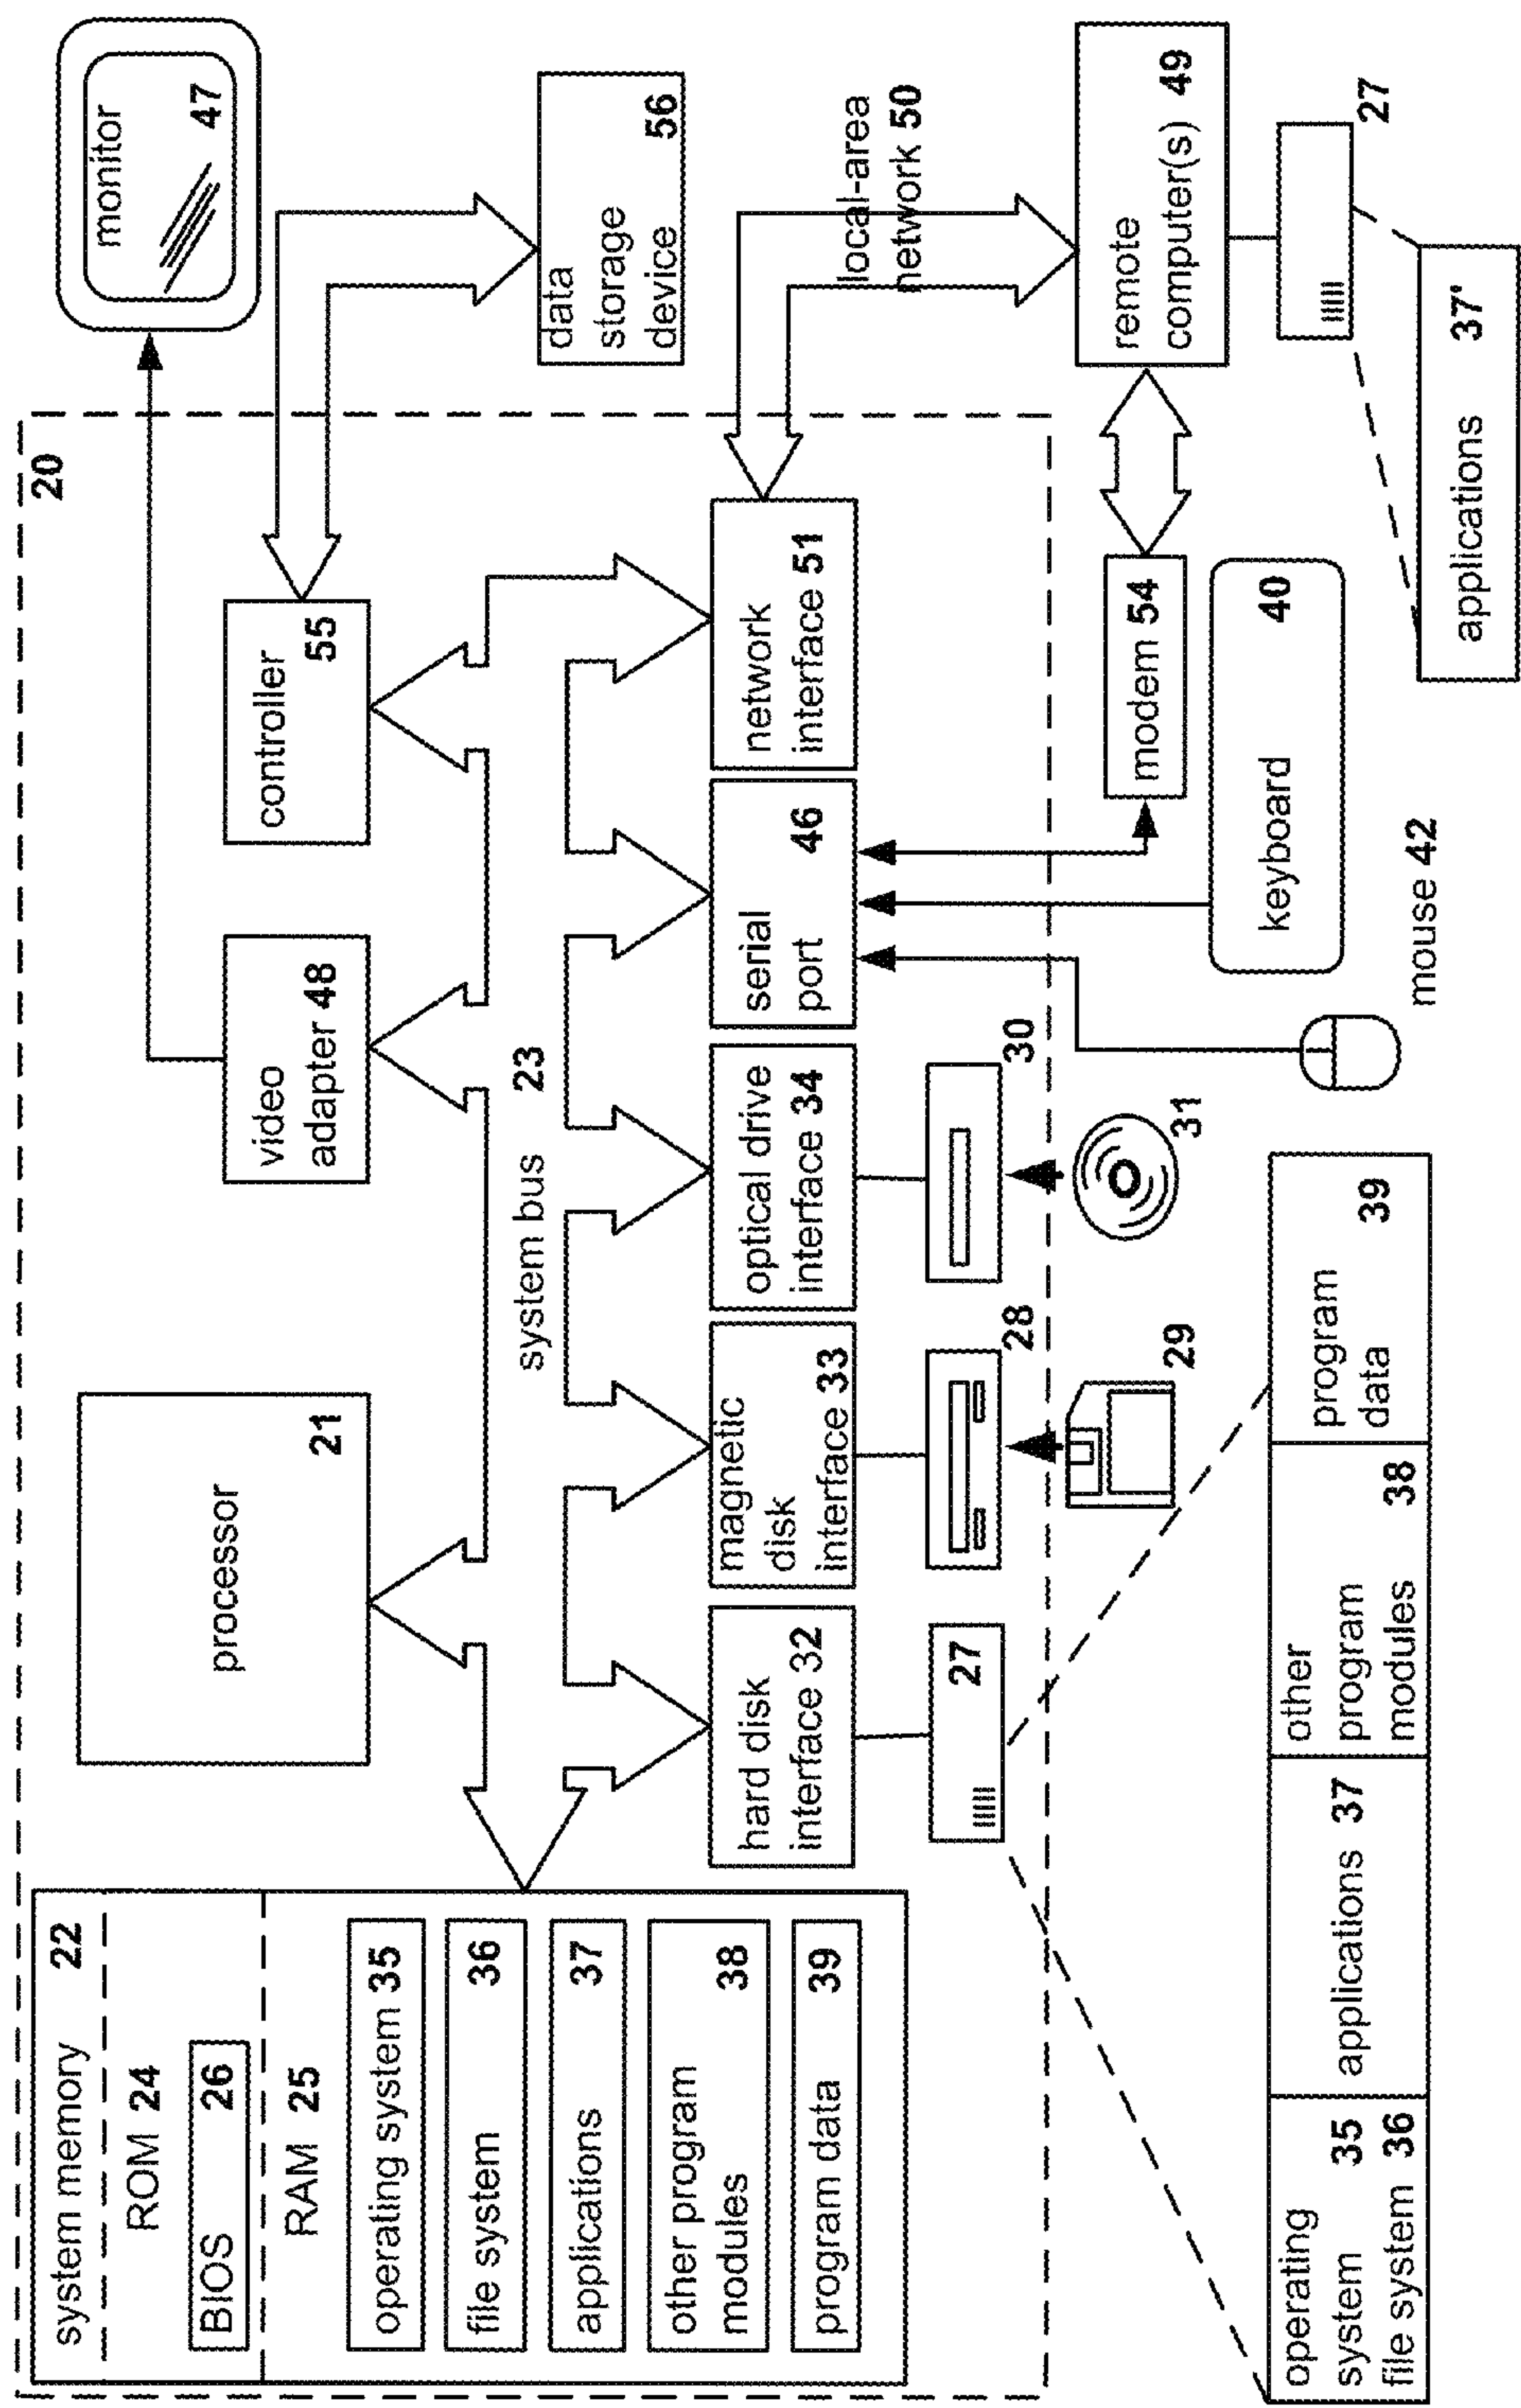 system memory 22
ROM 24
BIOS 26
RAM 25
operating system 35
file system 36
applications 37
other program
modules 38
program data 39
20
processor
21
video
adapter 48
controller
55
monitor
47
system bus 23
data
storage
device 56
hard disk
interface 32
magnetic
disk
interface 33
optical drive
interface 34
serial
port 46
network
interface 51
local-area
network 50
27
28
30
29
31
modem 54
remote
computer(s) 49
27
keyboard 40
mouse 42
applications 37'
operating
system 35
file system 36
applications 37
other
program
modules 38
program
data 39